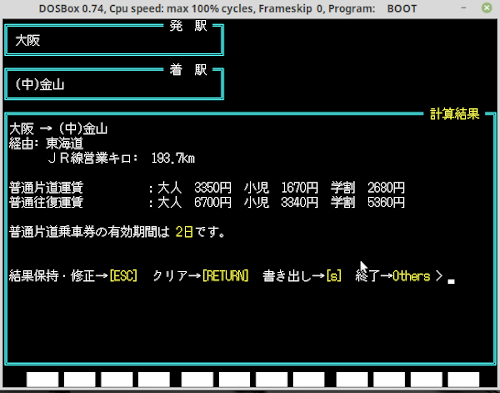 DOSBox 0.74, Cpu speed: max 100% cycles, Frameskip 0, Program: BOOT
発 駅
大阪
着 駅
(中)金山
計算結果
大阪 → (中)金山
経由: 東海道
ＪＲ線営業キロ: 193.7km
普通片道運賃 :大人 3350円 小児 1670円 学割 2680円
普通往復運賃 :大人 6700円 小児 3340円 学割 5360円
普通片道乗車券の有効期間は 2日です。
結果保持・修正→[ESC] クリア→[RETURN] 書き出し→[s] 終了→Others >